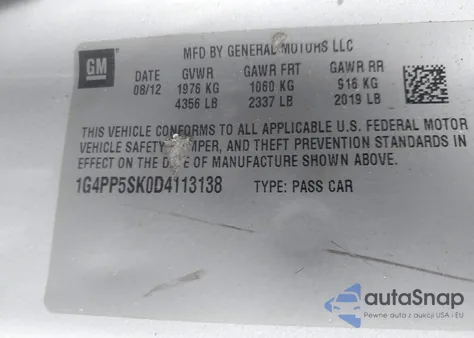 GM
MFD BY GENERAL MOTORS LLC
DATE GVWR GAWR FRT GAWR RR
08/12 1976 KG 1060 KG 916 KG
4356 LB 2337 LB 2019 LB
THIS VEHICLE CONFORMS TO ALL APPLICABLE U.S. FEDERAL MOTOR
VEHICLE SAFETY, BUMPER, AND THEFT PREVENTION STANDARDS IN
EFFECT ON THE DATE OF MANUFACTURE SHOWN ABOVE.
1G4PP5SK0D4113138 TYPE: PASS CAR
autoSnap
Pewne auta z aukcji USA i EU